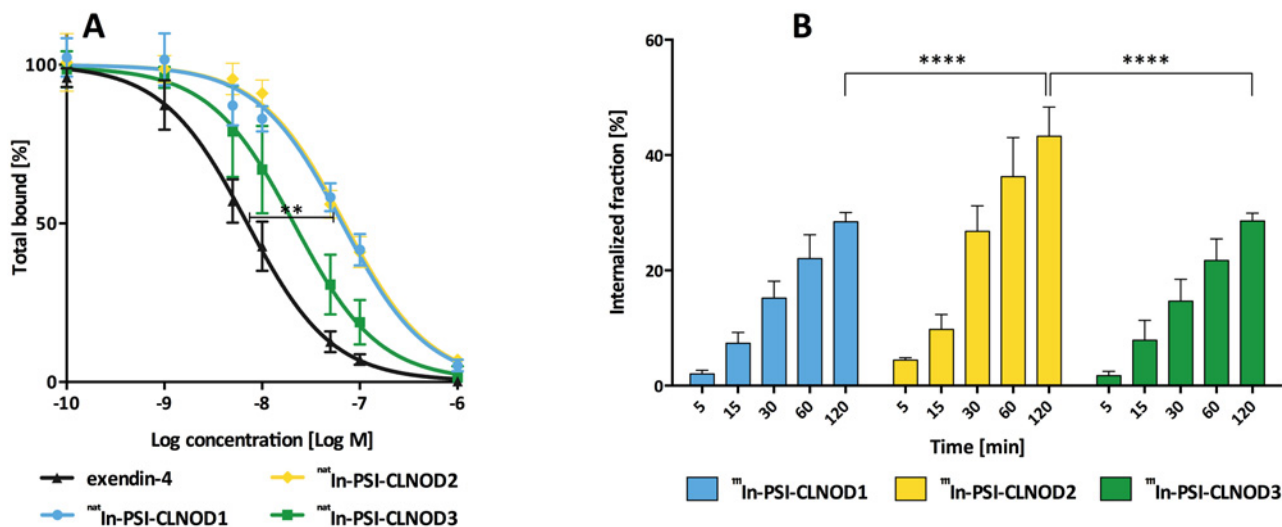 A
Total bound [%]
100
50
0
**
-10 -9 -8 -7 -6
Log concentration [Log M]
exendin-4
natIn-PSI-CLNOD2
natIn-PSI-CLNOD1
natIn-PSI-CLNOD3
B
Internalized fraction [%]
60
40
20
0
**** ****
5 15 30 60 120 5 15 30 60 120 5 15 30 60 120
Time [min]
111In-PSI-CLNOD1
111In-PSI-CLNOD2
111In-PSI-CLNOD3